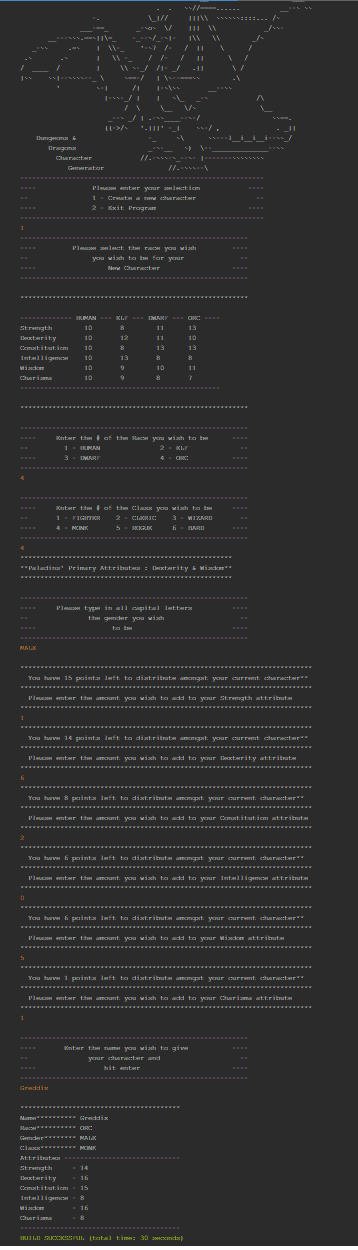 Dungeons &
Dragons
Character
Generator
---- Please enter your selection ----
-- 1 - Create a new character --
---- 2 - Exit Program ----
1
---- Please select the race you wish ----
-- you wish to be for your --
---- New Character ----
------------- HUMAN --- ELF --- DWARF --- ORC ----
Strength 10 8 11 13
Dexterity 10 12 11 10
Constitution 10 8 13 13
Intelligence 10 13 8 8
Wisdom 10 9 10 11
Charisma 10 9 8 7
---- Enter the # of the Race you wish to be ----
-- 1 - HUMAN 2 - ELF --
---- 3 - DWARF 4 - ORC ----
4
---- Enter the # of the Class you wish to be ----
-- 1 - FIGHTER 2 - CLERIC 3 - WIZARD --
---- 4 - MONK 5 - ROGUE 6 - BARD ----
4
**Paladins' Primary Attributes : Dexterity & Wisdom**
---- Please type in all capital letters ----
-- the gender you wish --
---- to be ----
MALE
You have 15 points left to distribute amongst your current character**
Please enter the amount you wish to add to your Strength attribute
1
You have 14 points left to distribute amongst your current character**
Please enter the amount you wish to add to your Dexterity attribute
6
You have 8 points left to distribute amongst your current character**
Please enter the amount you wish to add to your Constitution attribute
2
You have 6 points left to distribute amongst your current character**
Please enter the amount you wish to add to your Intelligence attribute
0
You have 6 points left to distribute amongst your current character**
Please enter the amount you wish to add to your Wisdom attribute
5
You have 1 points left to distribute amongst your current character**
Please enter the amount you wish to add to your Charisma attribute
1
---- Enter the name you wish to give ----
-- your character and --
---- hit enter ----
Greddix
Name********** Greddix
Race********** ORC
Gender******** MALE
Class********* MONK
Attributes
Strength - 14
Dexterity - 16
Constitution - 15
Intelligence - 8
Wisdom - 16
Charisma - 8
BUILD SUCCESSFUL (total time: 30 seconds)